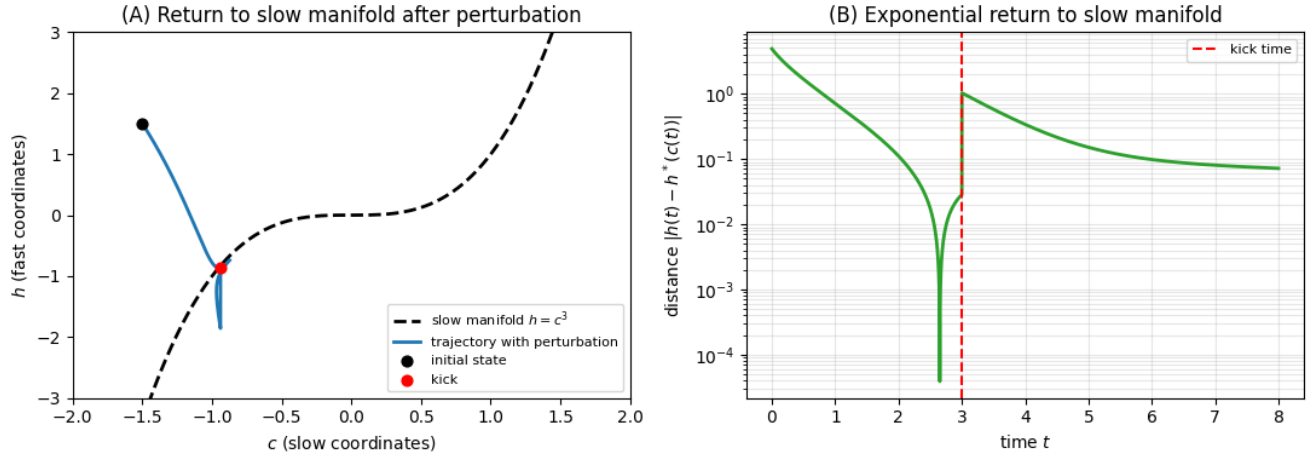 (A) Return to slow manifold after perturbation
3
2
1
0
−1
−2
−3
h (fast coordinates)
−2.0 −1.5 −1.0 −0.5 0.0 0.5 1.0 1.5 2.0
c (slow coordinates)
slow manifold h = c³
trajectory with perturbation
initial state
kick
(B) Exponential return to slow manifold
10⁰
10⁻¹
10⁻²
10⁻³
10⁻⁴
distance |h(t) − h*(c(t))|
0 1 2 3 4 5 6 7 8
time t
kick time